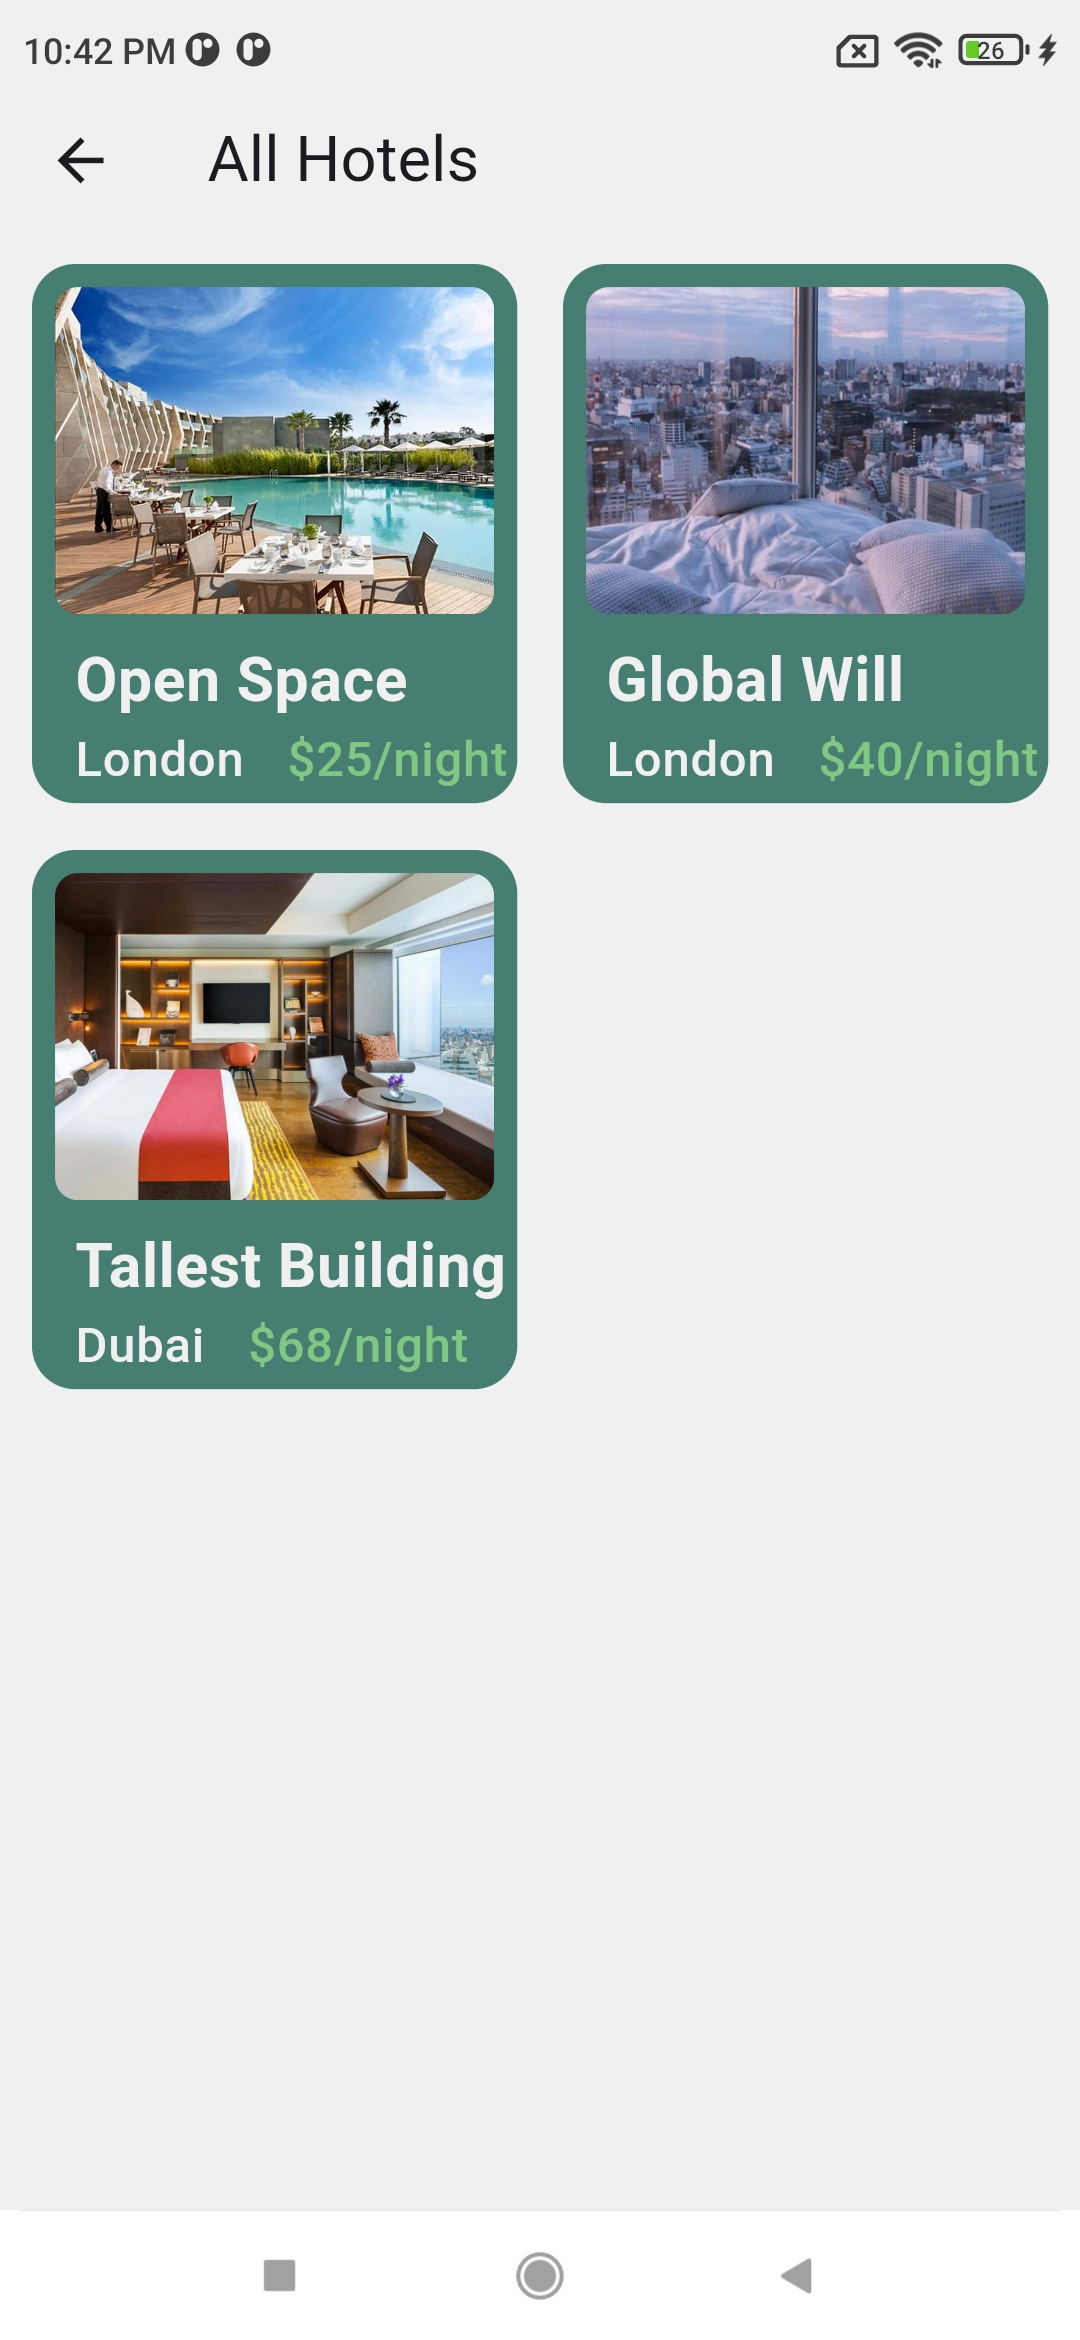 10:42 PM
26
All Hotels
Open Space
London $25/night
Global Will
London $40/night
Tallest Building
Dubai $68/night